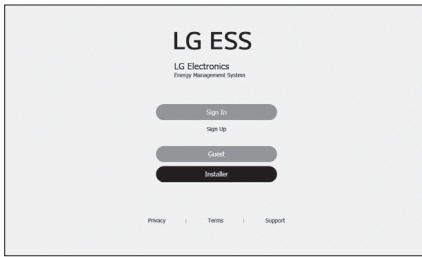 LG ESS
LG Electronics
Energy Management System
Sign In
Sign Up
Guest
Installer
Privacy | Terms | Support